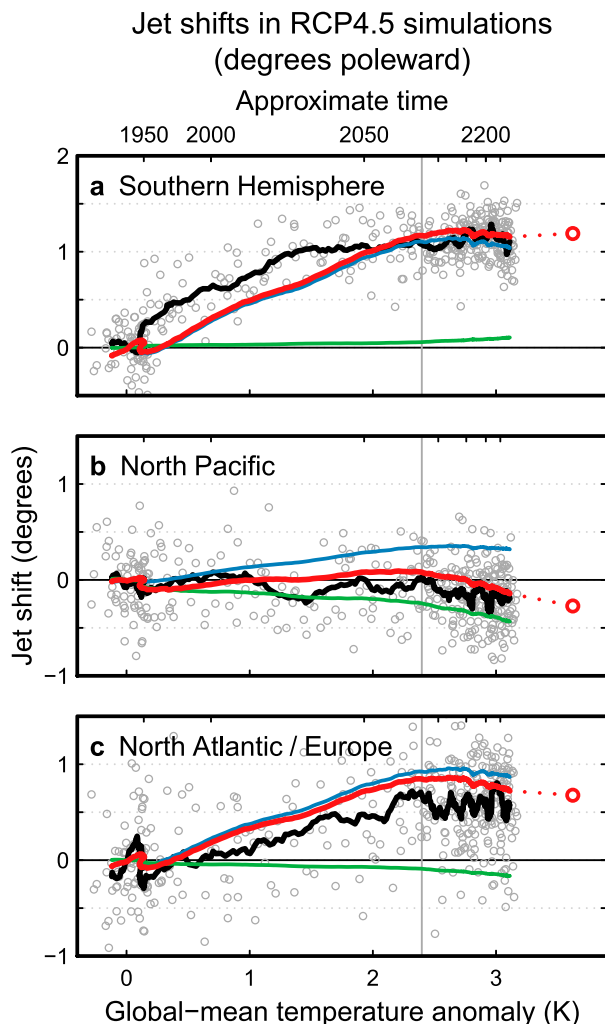 Jet shifts in RCP4.5 simulations
(degrees poleward)
Approximate time
1950 2000 2050 2200
2
a Southern Hemisphere
1
0
b North Pacific
1
0
−1
Jet shift (degrees)
c North Atlantic / Europe
1
0
−1
0 1 2 3
Global−mean temperature anomaly (K)